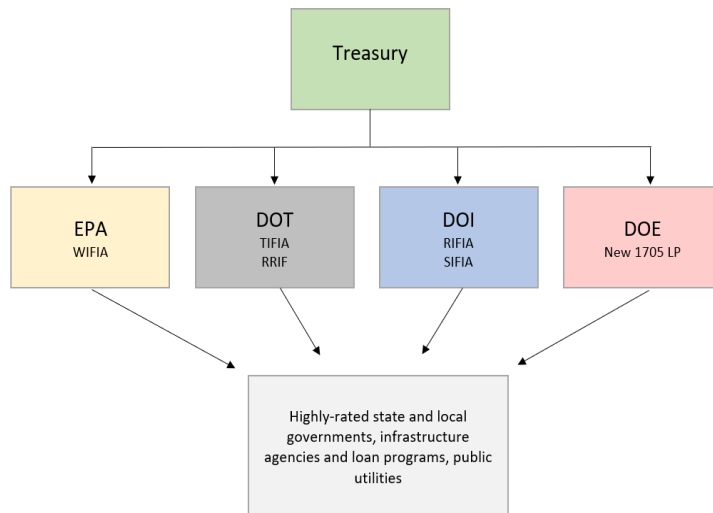 Treasury
EPA
WIFIA
DOT
TIFIA
RRIF
DOI
RIFIA
SIFIA
DOE
New 1705 LP
Highly-rated state and local
governments, infrastructure
agencies and loan programs, public
utilities